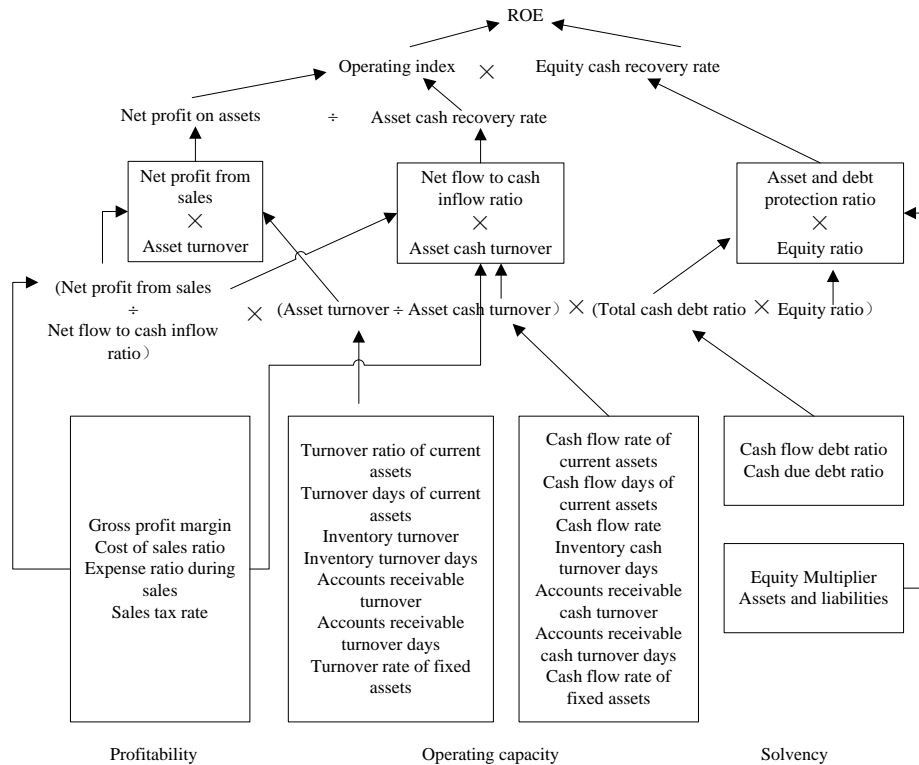 ROE
Operating index × Equity cash recovery rate
Net profit on assets ÷ Asset cash recovery rate
Net profit from
sales
×
Asset turnover
Net flow to cash
inflow ratio
×
Asset cash turnover
Asset and debt
protection ratio
×
Equity ratio
(Net profit from sales
÷
Net flow to cash inflow
ratio）
× (Asset turnover ÷ Asset cash turnover） × (Total cash debt ratio × Equity ratio）
Gross profit margin
Cost of sales ratio
Expense ratio during
sales
Sales tax rate
Turnover ratio of current
assets
Turnover days of current
assets
Inventory turnover
Inventory turnover days
Accounts receivable
turnover
Accounts receivable
turnover days
Turnover rate of fixed
assets
Cash flow rate of
current assets
Cash flow days of
current assets
Cash flow rate
Inventory cash
turnover days
Accounts receivable
cash turnover
Accounts receivable
cash turnover days
Cash flow rate of
fixed assets
Cash flow debt ratio
Cash due debt ratio
Equity Multiplier
Assets and liabilities
Profitability
Operating capacity
Solvency